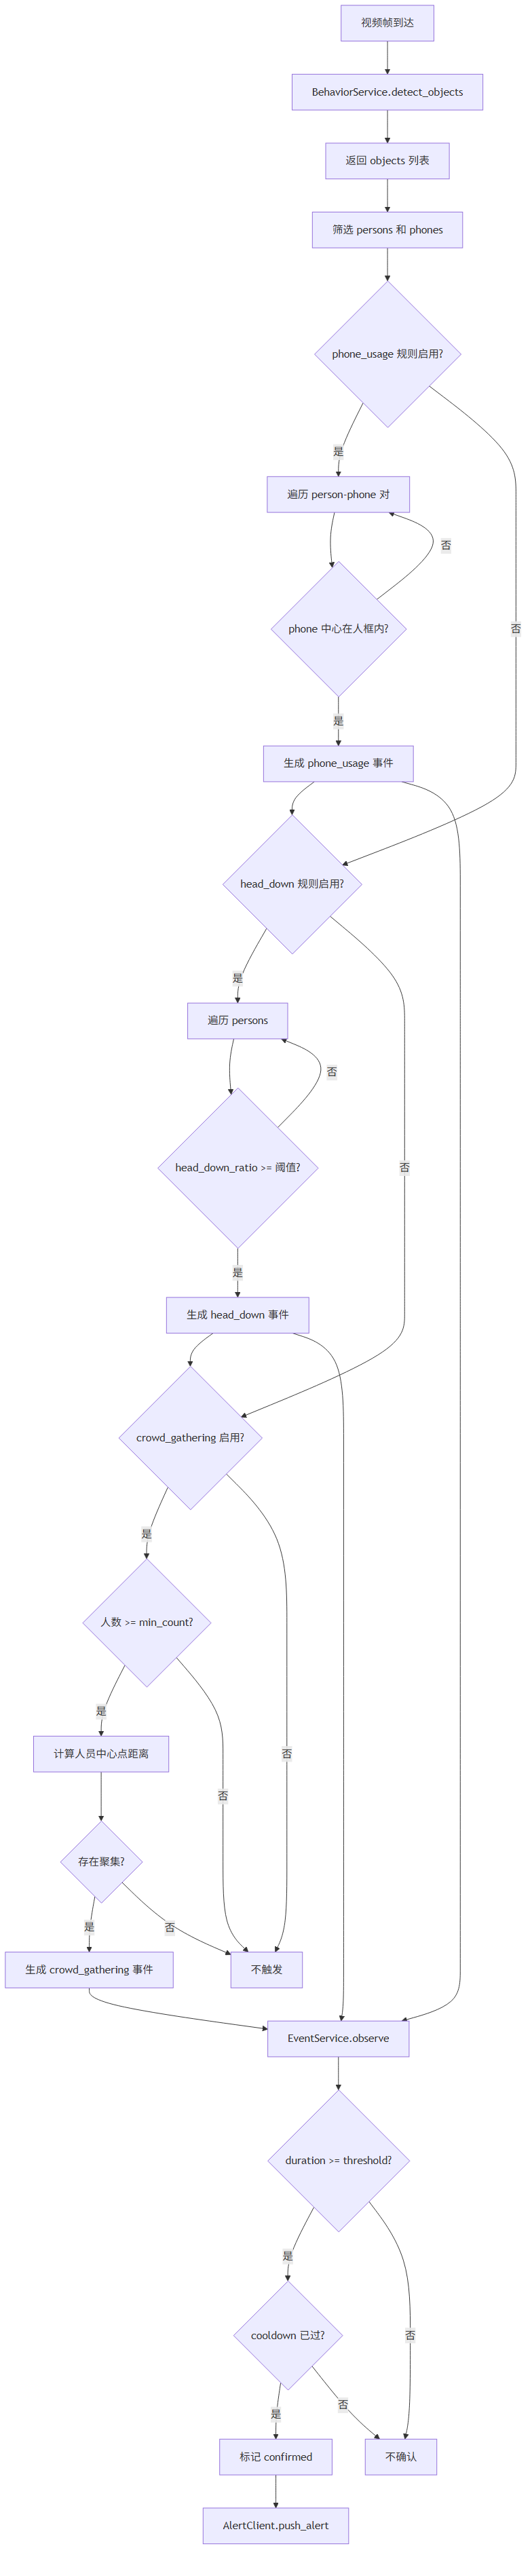 视频帧到达
BehaviorService.detect_objects
返回 objects 列表
筛选 persons 和 phones
phone_usage 规则启用?
是
遍历 person-phone 对
否
phone 中心在人框内?
否
是
生成 phone_usage 事件
head_down 规则启用?
是
遍历 persons
否
head_down_ratio >= 阈值?
否
是
生成 head_down 事件
crowd_gathering 启用?
是
人数 >= min_count?
是
计算人员中心点距离
否
否
存在聚集?
是
否
生成 crowd_gathering 事件
不触发
EventService.observe
duration >= threshold?
是
cooldown 已过?
否
是
否
标记 confirmed
不确认
AlertClient.push_alert